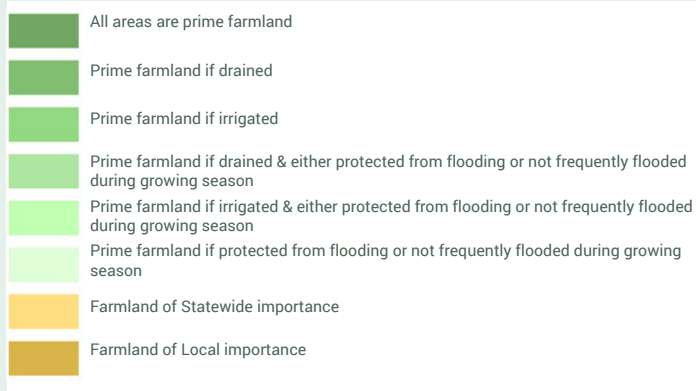 All areas are prime farmland
Prime farmland if drained
Prime farmland if irrigated
Prime farmland if drained & either protected from flooding or not frequently flooded
during growing season
Prime farmland if irrigated & either protected from flooding or not frequently flooded
during growing season
Prime farmland if protected from flooding or not frequently flooded during growing
season
Farmland of Statewide importance
Farmland of Local importance